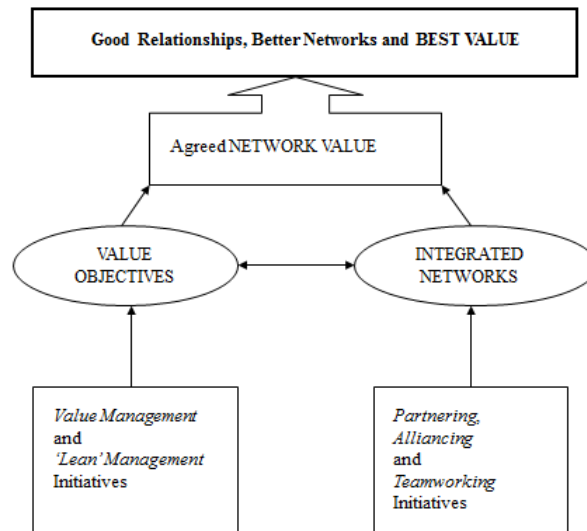 Good Relationships, Better Networks and BEST VALUE
Agreed NETWORK VALUE
VALUE
OBJECTIVES
INTEGRATED
NETWORKS
Value Management
and
‘Lean’ Management
Initiatives
Partnering,
Alliancing
and
Teamworking
Initiatives